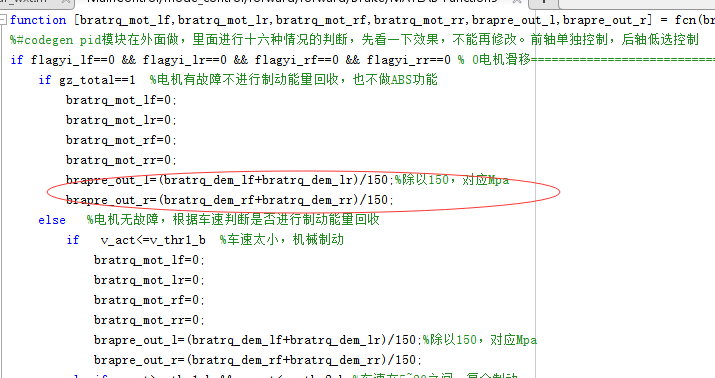 function [bratrq_mot_lf,bratrq_mot_lr,bratrq_mot_rf,bratrq_mot_rr,brapre_out_l,brapre_out_r] = fcn(br
%#codegen pid模块在外面做，里面进行十六种情况的判断，先看一下效果，不能再修改。前轴单独控制，后轴低选控制
if flagyi_lf==0 && flagyi_lr==0 && flagyi_rf==0 && flagyi_rr==0 % 0电机滑移============================
if gz_total==1 %电机有故障不进行制动能量回收，也不做ABS功能
bratrq_mot_lf=0;
bratrq_mot_lr=0;
bratrq_mot_rf=0;
bratrq_mot_rr=0;
brapre_out_l=(bratrq_dem_lf+bratrq_dem_lr)/150;%除以150，对应Mpa
brapre_out_r=(bratrq_dem_rf+bratrq_dem_rr)/150;
else %电机无故障，根据车速判断是否进行制动能量回收
if v_act<=v_thr1_b %车速太小，机械制动
bratrq_mot_lf=0;
bratrq_mot_lr=0;
bratrq_mot_rf=0;
bratrq_mot_rr=0;
brapre_out_l=(bratrq_dem_lf+bratrq_dem_lr)/150;%除以150，对应Mpa
brapre_out_r=(bratrq_dem_rf+bratrq_dem_rr)/150;